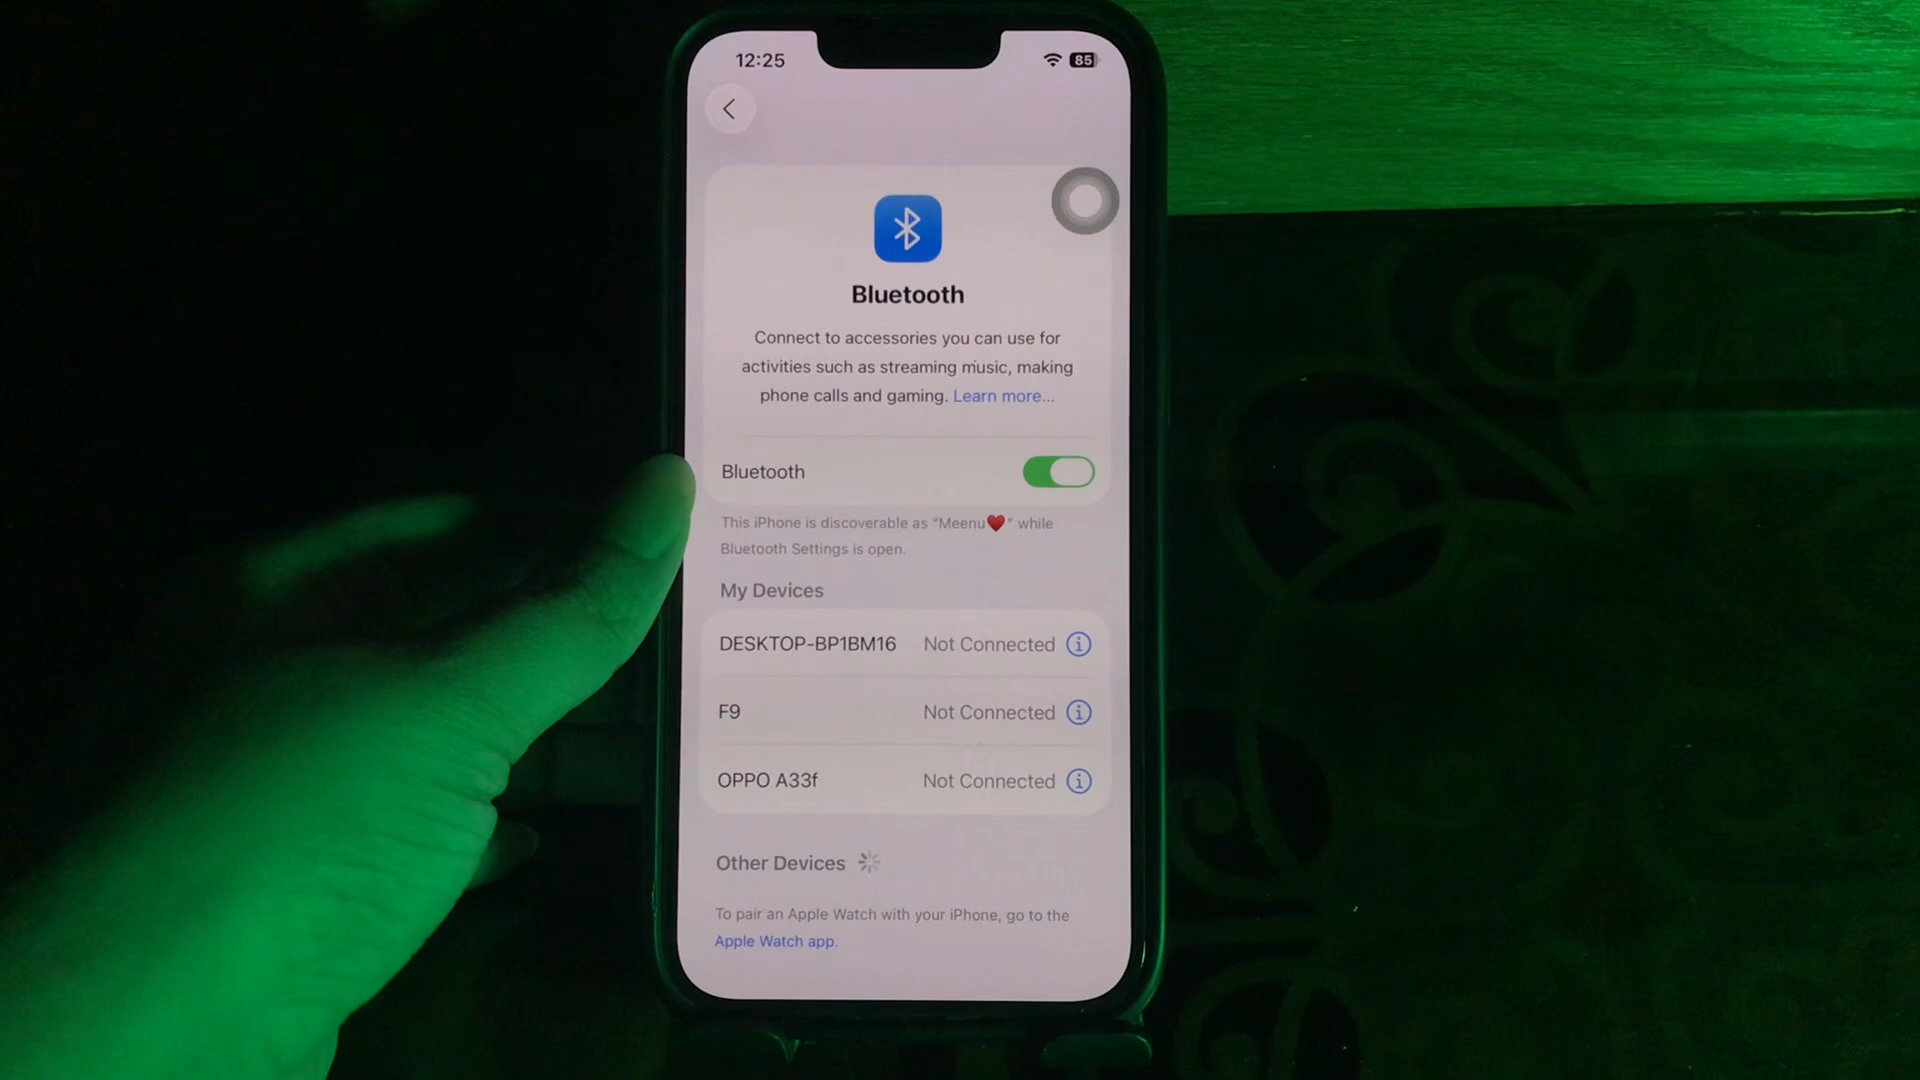 12:25
85
Bluetooth
Connect to accessories you can use for
activities such as streaming music, making
phone calls and gaming. Learn more...
Bluetooth
This iPhone is discoverable as “Meenu♥️” while
Bluetooth Settings is open.
My Devices
DESKTOP-BP1BM16 Not Connected
F9 Not Connected
OPPO A33f Not Connected
Other Devices
To pair an Apple Watch with your iPhone, go to the
Apple Watch app.